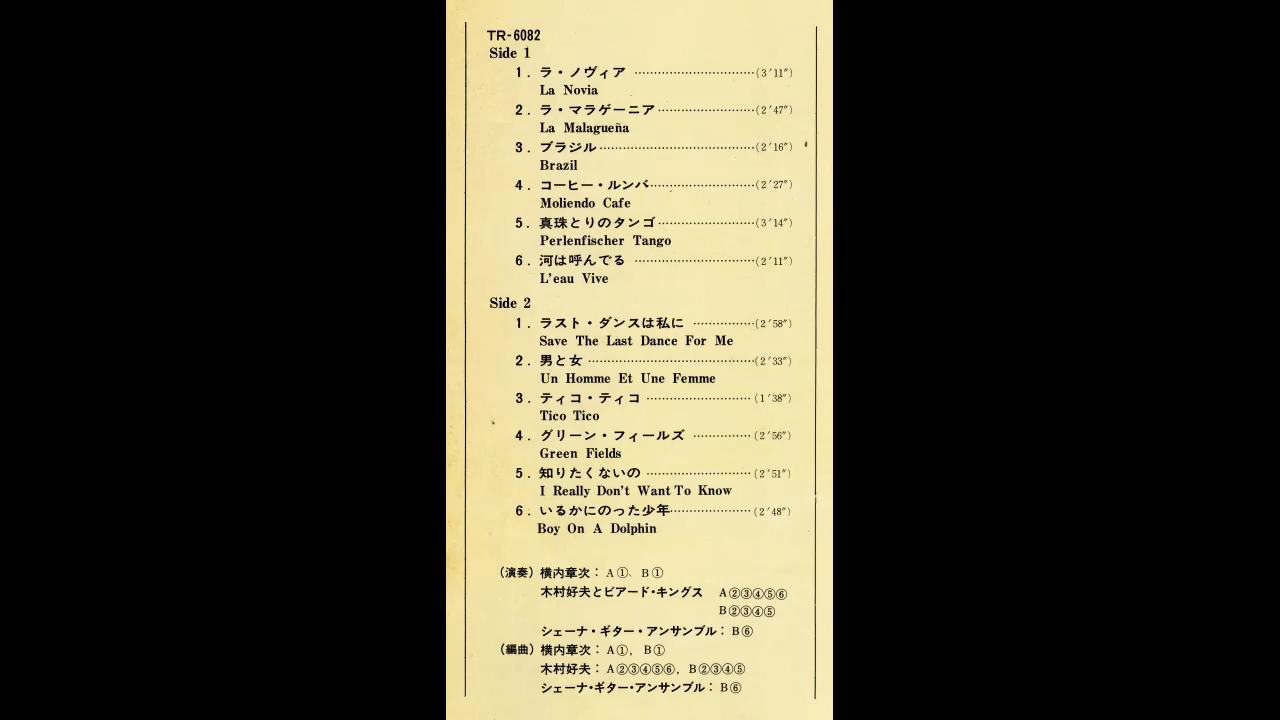 TR-6082
Side 1
1. ラ・ノヴィア ……………………(3′11″)
La Novia
2. ラ・マラゲーニア……………………(2′47″)
La Malagueña
3. ブラジル……………………(2′16″)
Brazil
4. コーヒー・ルンバ……………………(2′27″)
Moliendo Cafe
5. 真珠とりのタンゴ……………………(3′14″)
Perlenfischer Tango
6. 河は呼んでる ……………………(2′11″)
L'eau Vive
Side 2
1. ラスト・ダンスは私に ……………(2′58″)
Save The Last Dance For Me
2. 男と女 ……………………(2′33″)
Un Homme Et Une Femme
3. ティコ・ティコ ……………………(1′38″)
Tico Tico
4. グリーン・フィールズ ……………(2′56″)
Green Fields
5. 知りたくないの ……………………(2′51″)
I Really Don't Want To Know
6. いるかにのった少年……………………(2′48″)
Boy On A Dolphin
(演奏) 横内章次: A①、B①
木村好夫とビアード・キングス A②③④⑤⑥
B②③④⑤
シェーナ・ギター・アンサンブル: B⑥
(編曲) 横内章次: A①, B①
木村好夫: A②③④⑤⑥, B②③④⑤
シェーナ・ギター・アンサンブル: B⑥